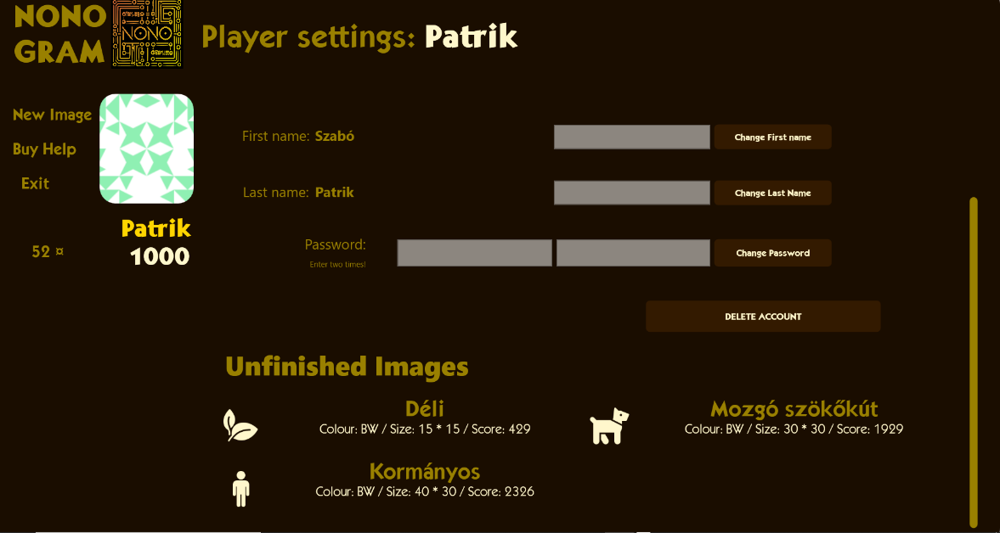 NONO
GRAM
NONO
Player settings: Patrik
New Image
Buy Help
Exit
52 ¤
Patrik
1000
First name: Szabó
Change First name
Last name: Patrik
Change Last Name
Password:
Enter two times!
Change Password
DELETE ACCOUNT
Unfinished Images
Déli
Colour: BW / Size: 15 * 15 / Score: 429
Mozgó szökőkút
Colour: BW / Size: 30 * 30 / Score: 1929
Kormányos
Colour: BW / Size: 40 * 30 / Score: 2326